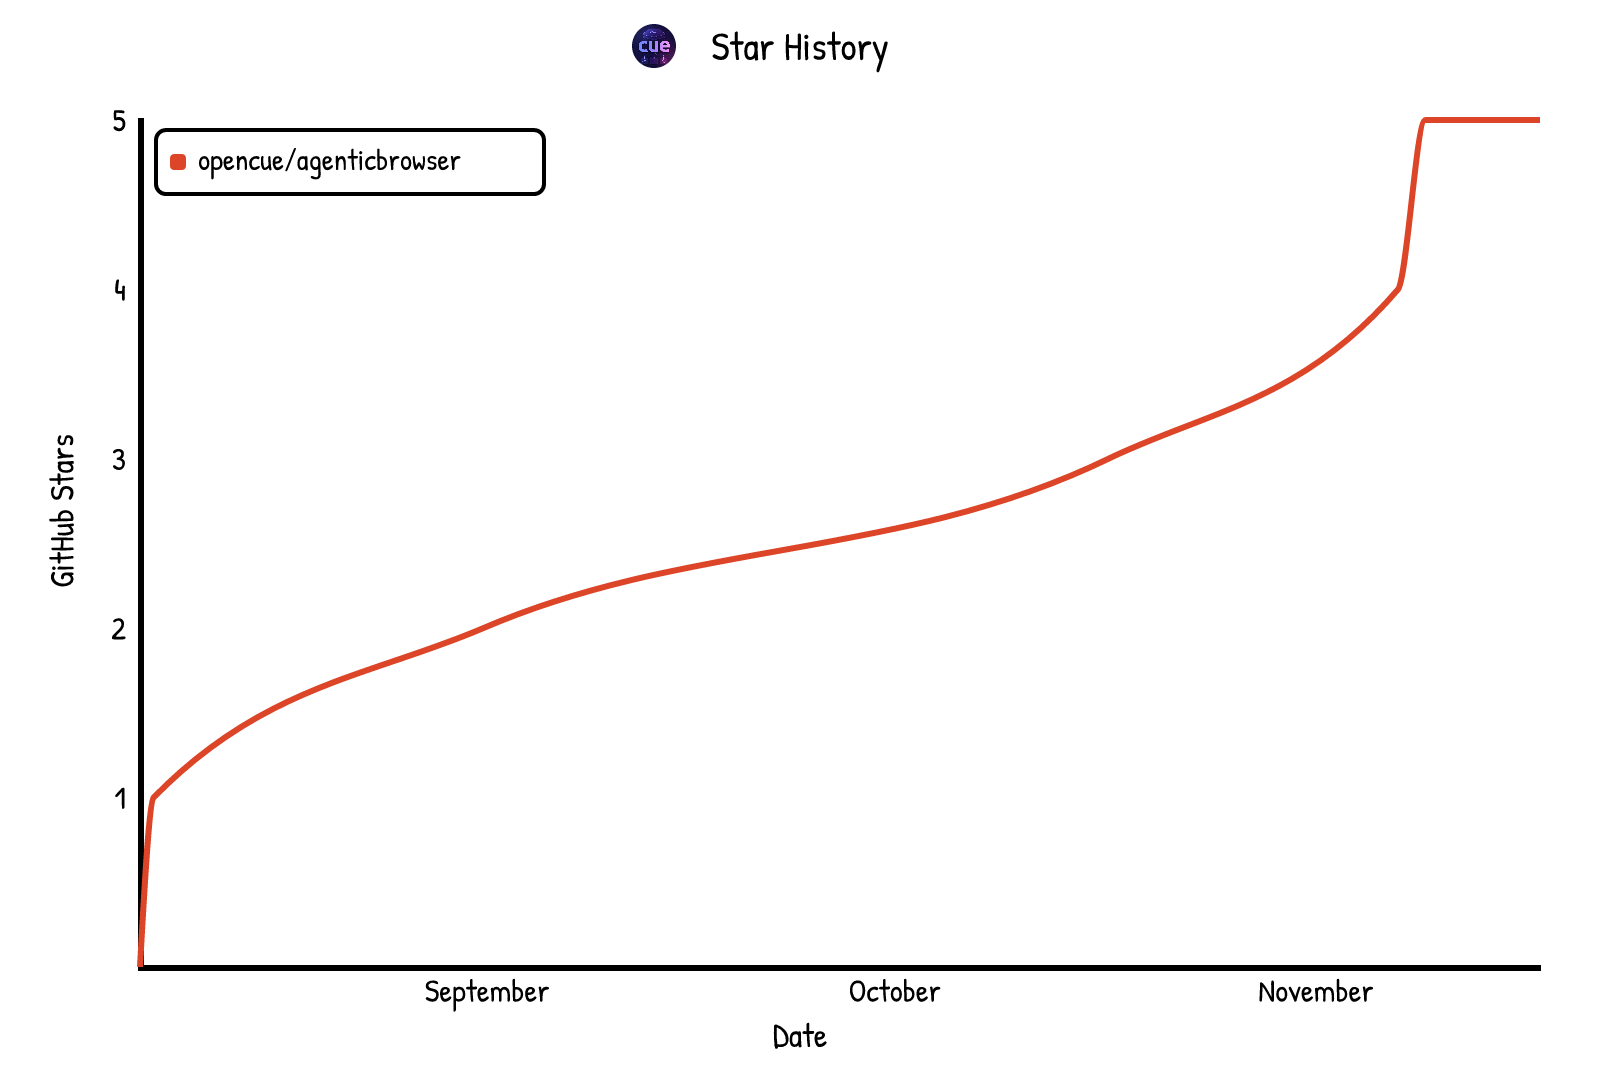 cue
Star History
opencue/agenticbrowser
5
4
3
2
1
GitHub Stars
September October November
Date